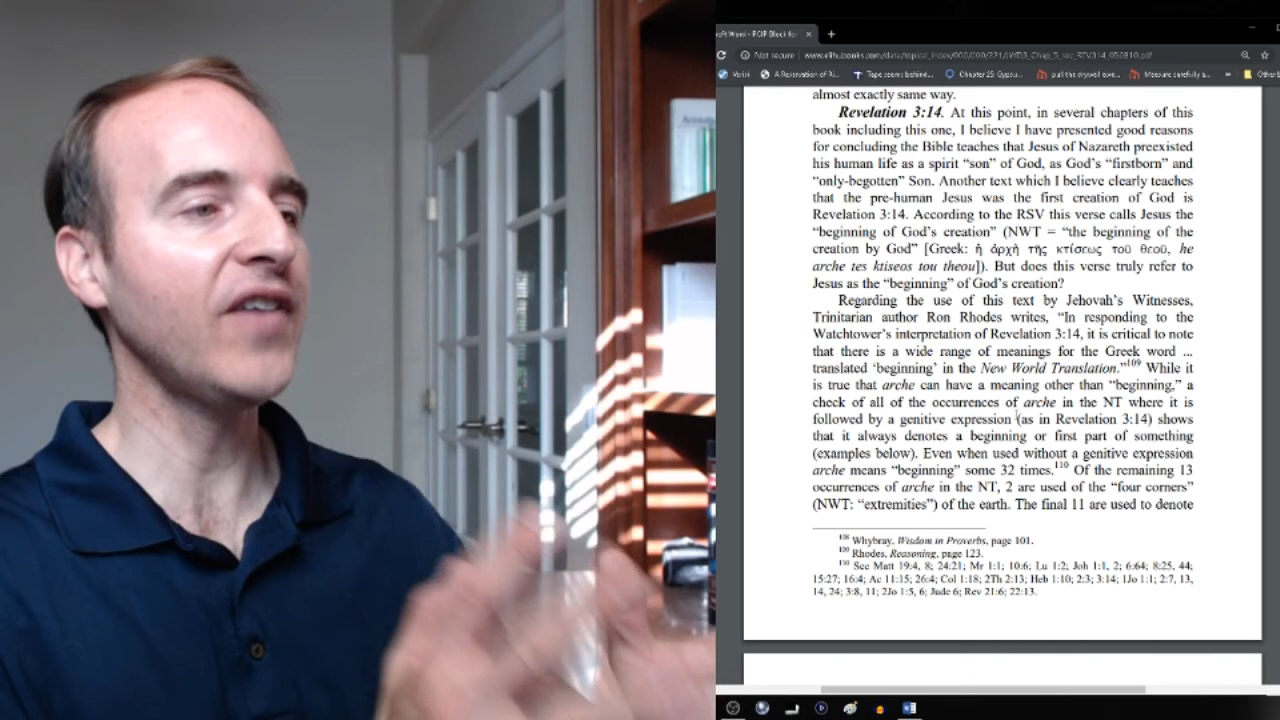 Not secure
almost exactly same way.
Revelation 3:14. At this point, in several chapters of this
book including this one, I believe I have presented good reasons
for concluding the Bible teaches that Jesus of Nazareth preexisted
his human life as a spirit “son” of God, as God’s “firstborn” and
“only-begotten” Son. Another text which I believe clearly teaches
that the pre-human Jesus was the first creation of God is
Revelation 3:14. According to the RSV this verse calls Jesus the
“beginning of God’s creation” (NWT = “the beginning of the
creation by God” [Greek: ἡ ἀρχὴ τῆς κτίσεως τοῦ θεοῦ, he
arche tes ktiseos tou theou]). But does this verse truly refer to
Jesus as the “beginning” of God’s creation?
Regarding the use of this text by Jehovah’s Witnesses,
Trinitarian author Ron Rhodes writes, “In responding to the
Watchtower’s interpretation of Revelation 3:14, it is critical to note
that there is a wide range of meanings for the Greek word ...
translated ‘beginning’ in the New World Translation.”109 While it
is true that arche can have a meaning other than “beginning,” a
check of all of the occurrences of arche in the NT where it is
followed by a genitive expression (as in Revelation 3:14) shows
that it always denotes a beginning or first part of something
(examples below). Even when used without a genitive expression
arche means “beginning” some 32 times.110 Of the remaining 13
occurrences of arche in the NT, 2 are used of the “four corners”
(NWT: “extremities”) of the earth. The final 11 are used to denote
108 Whybray, Wisdom in Proverbs, page 101.
109 Rhodes, Reasoning, page 123.
110 See Matt 19:4, 8; 24:21; Mr 1:1; 10:6; Lu 1:2; Joh 1:1, 2; 6:64; 8:25, 44;
15:27; 16:4; Ac 11:15; 26:4; Col 1:18; 2Th 2:13; Heb 1:10; 2:3; 3:14; 1Jo 1:1; 2:7, 13,
14, 24; 3:8, 11; 2Jo 1:5, 6; Jude 6; Rev 21:6; 22:13.